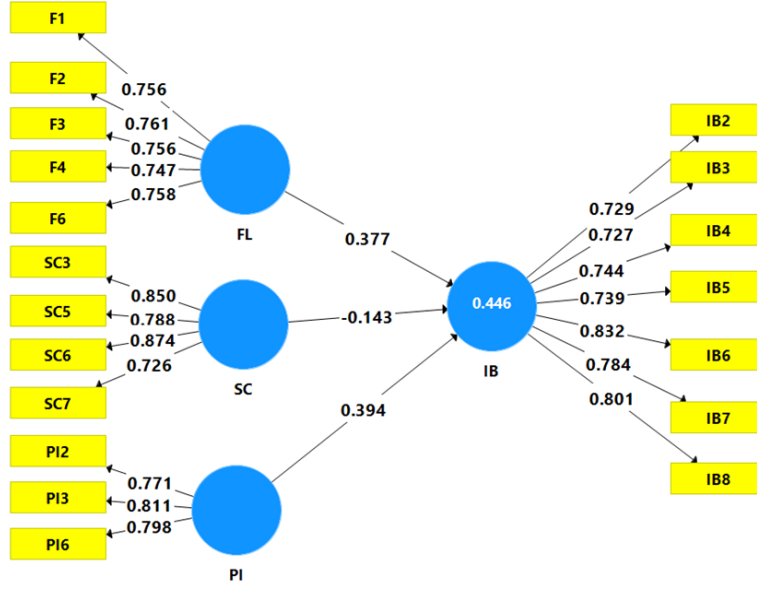 F1
F2
F3
F4
F6
0.756
0.761
0.756
0.747
0.758
FL
SC3
SC5
SC6
SC7
0.850
0.788
0.874
0.726
SC
PI2
PI3
PI6
0.771
0.811
0.798
PI
0.377
-0.143
0.394
0.446
IB
0.729
0.727
0.744
0.739
0.832
0.784
0.801
IB2
IB3
IB4
IB5
IB6
IB7
IB8